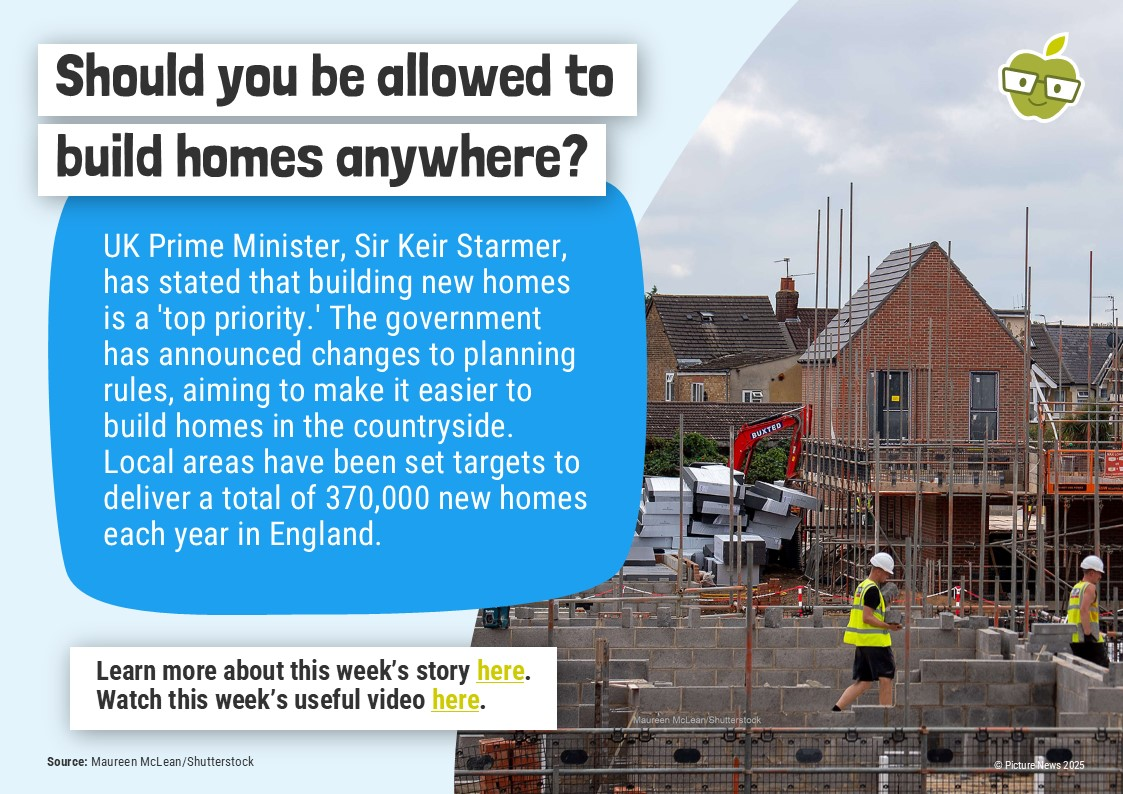 Should you be allowed to
build homes anywhere?
UK Prime Minister, Sir Keir Starmer,
has stated that building new homes
is a 'top priority.' The government
has announced changes to planning
rules, aiming to make it easier to
build homes in the countryside.
Local areas have been set targets to
deliver a total of 370,000 new homes
each year in England.
BUXTED
Learn more about this week's story here.
Watch this week's useful video here.
Maureen McLean/Shutterstock
Source: Maureen McLean/Shutterstock
© Picture News 2025